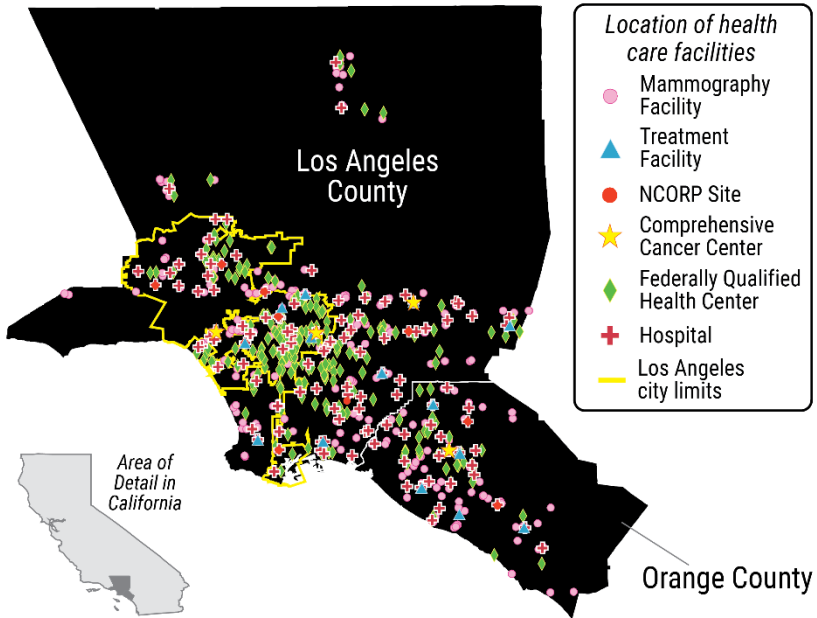 Location of health
care facilities
Mammography
Facility
Treatment
Facility
NCORP Site
Comprehensive
Cancer Center
Federally Qualified
Health Center
Hospital
Los Angeles
city limits
Los Angeles
County
Area of
Detail in
California
Orange County